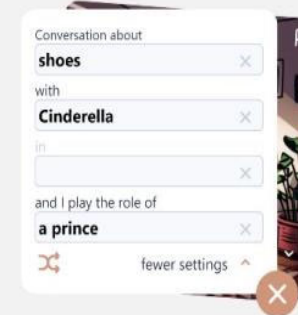 Conversation about
shoes
with
Cinderella
in
and I play the role of
a prince
fewer settings